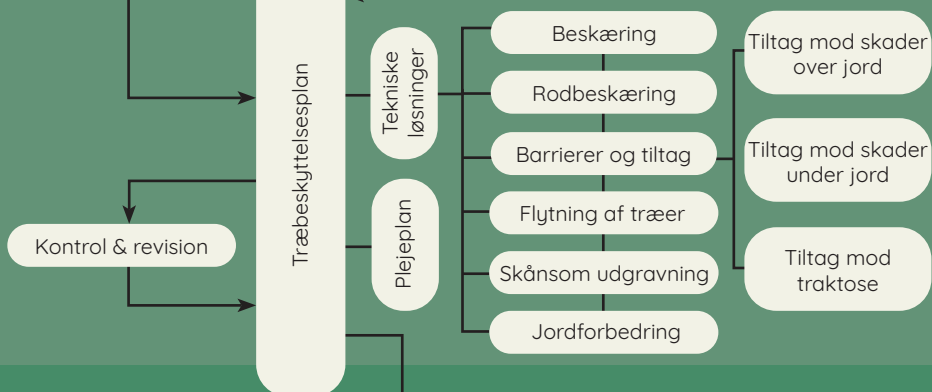 Træbeskyttelsesplan
Kontrol & revision
Tekniske
løsninger
Plejeplan
Beskæring
Rodbeskæring
Barrierer og tiltag
Flytning af træer
Skånsom udgravning
Jordforbedring
Tiltag mod skader
over jord
Tiltag mod skader
under jord
Tiltag mod
traktose